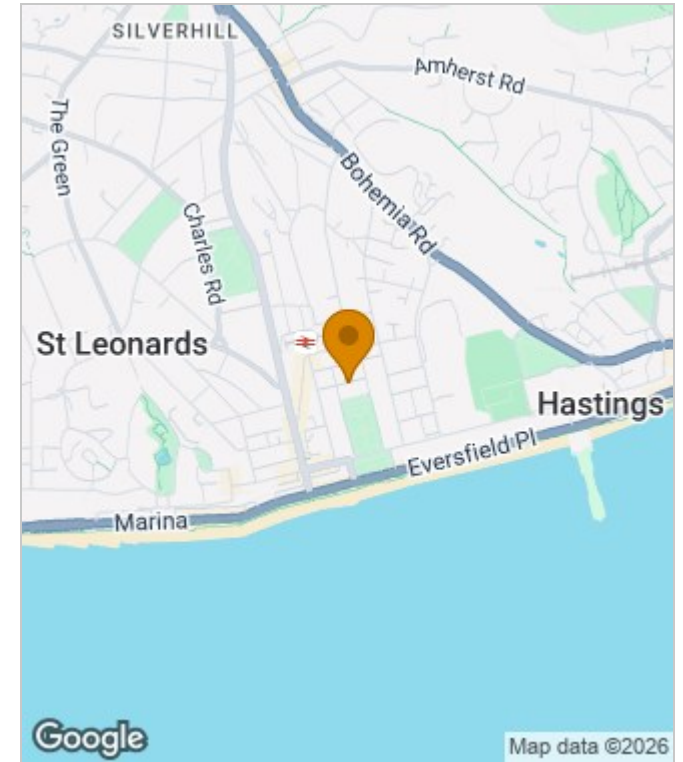 SILVERHILL
Amherst Rd
The Green
Bohemia Rd
Charles Rd
St Leonards
Hastings
Eversfield Pl
Marina
Google
Map data ©2026